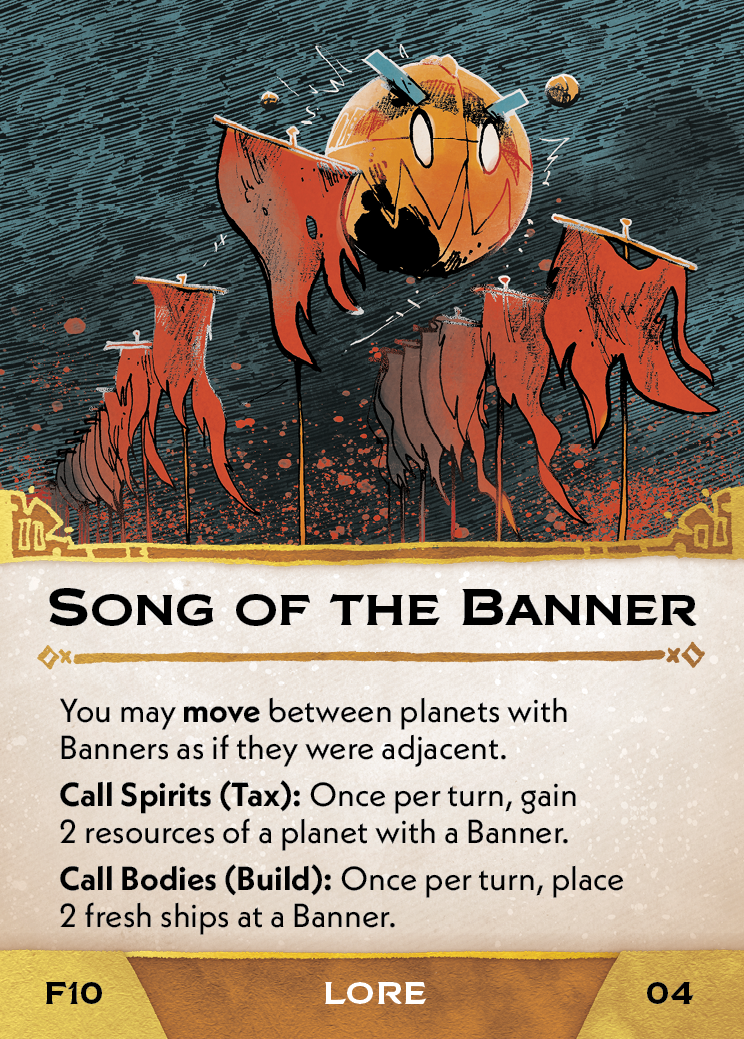 Song of the Banner
You may move between planets with
Banners as if they were adjacent.
Call Spirits (Tax): Once per turn, gain
2 resources of a planet with a Banner.
Call Bodies (Build): Once per turn, place
2 fresh ships at a Banner.
F10 LORE 04